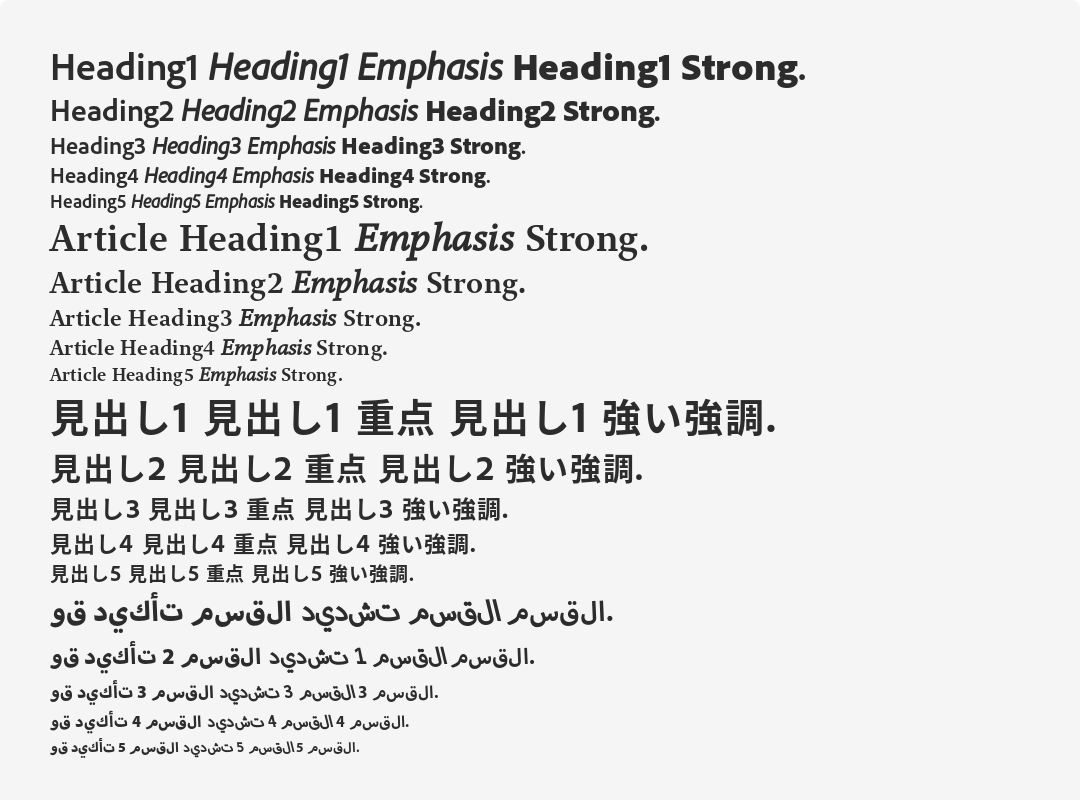 Heading1 Heading1 Emphasis Heading1 Strong.
Heading2 Heading2 Emphasis Heading2 Strong.
Heading3 Heading3 Emphasis Heading3 Strong.
Heading4 Heading4 Emphasis Heading4 Strong.
Heading5 Heading5 Emphasis Heading5 Strong.
Article Heading1 Emphasis Strong.
Article Heading2 Emphasis Strong.
Article Heading3 Emphasis Strong.
Article Heading4 Emphasis Strong.
Article Heading5 Emphasis Strong.
見出し1 見出し1 重点 見出し1 強い強調.
見出し2 見出し2 重点 見出し2 強い強調.
見出し3 見出し3 重点 見出し3 強い強調.
見出し4 見出し4 重点 見出し4 強い強調.
見出し5 見出し5 重点 見出し5 強い強調.
القسم القسم تشديد القسم تأكيد قو.
القسم القسم 1 تشديد القسم 2 تأكيد قو.
القسم 3 القسم 3 تشديد القسم 3 تأكيد قو.
القسم 4 القسم 4 تشديد القسم 4 تأكيد قو.
القسم 5 القسم 5 تشديد القسم 5 تأكيد قو.